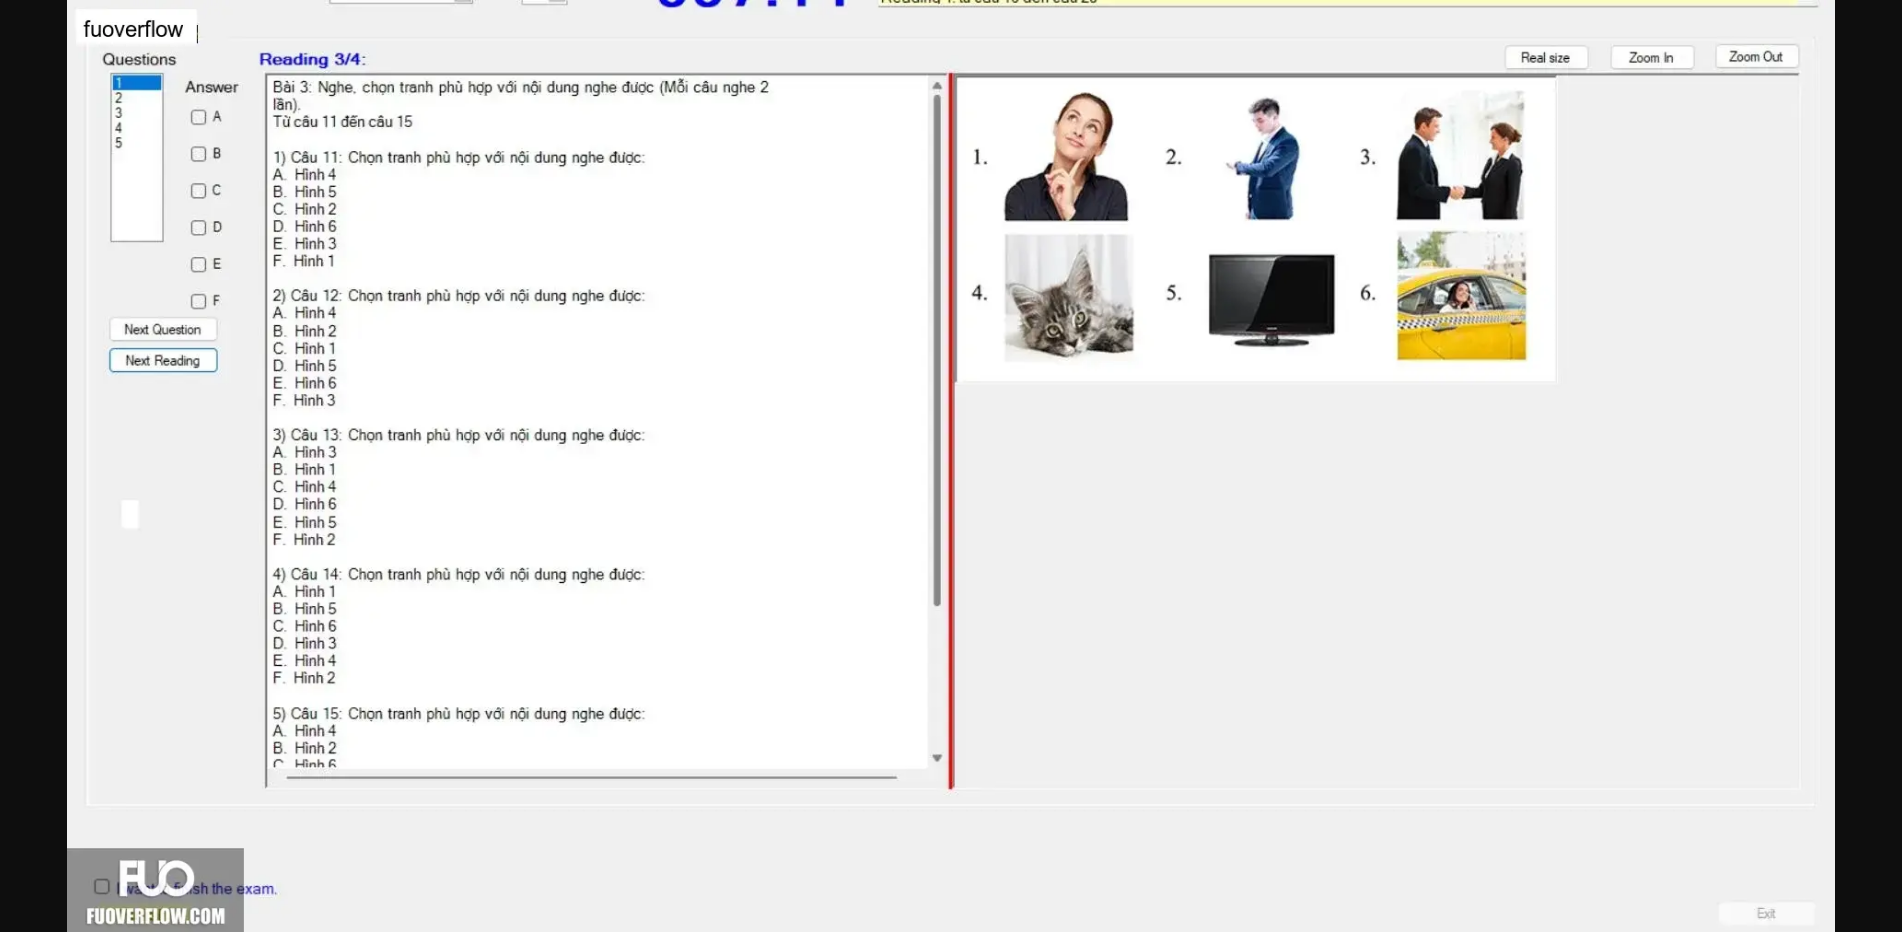 fuoverflow
Questions
Reading 3/4:
Real size
Zoom In
Zoom Out
1
2
3
4
5
Answer
A
B
C
D
E
F
Next Question
Next Reading
Bài 3: Nghe, chọn tranh phù hợp với nội dung nghe được (Mỗi câu nghe 2
lần).
Từ câu 11 đến câu 15
1) Câu 11: Chọn tranh phù hợp với nội dung nghe được:
A. Hình 4
B. Hình 5
C. Hình 2
D. Hình 6
E. Hình 3
F. Hình 1
2) Câu 12: Chọn tranh phù hợp với nội dung nghe được:
A. Hình 4
B. Hình 2
C. Hình 1
D. Hình 5
E. Hình 6
F. Hình 3
3) Câu 13: Chọn tranh phù hợp với nội dung nghe được:
A. Hình 3
B. Hình 1
C. Hình 4
D. Hình 6
E. Hình 5
F. Hình 2
4) Câu 14: Chọn tranh phù hợp với nội dung nghe được:
A. Hình 1
B. Hình 5
C. Hình 6
D. Hình 3
E. Hình 4
F. Hình 2
5) Câu 15: Chọn tranh phù hợp với nội dung nghe được:
A. Hình 4
B. Hình 2
C. Hình 6
1.
2.
3.
4.
5.
6.
FUO
the exam.
FUOVERFLOW.COM
Exit